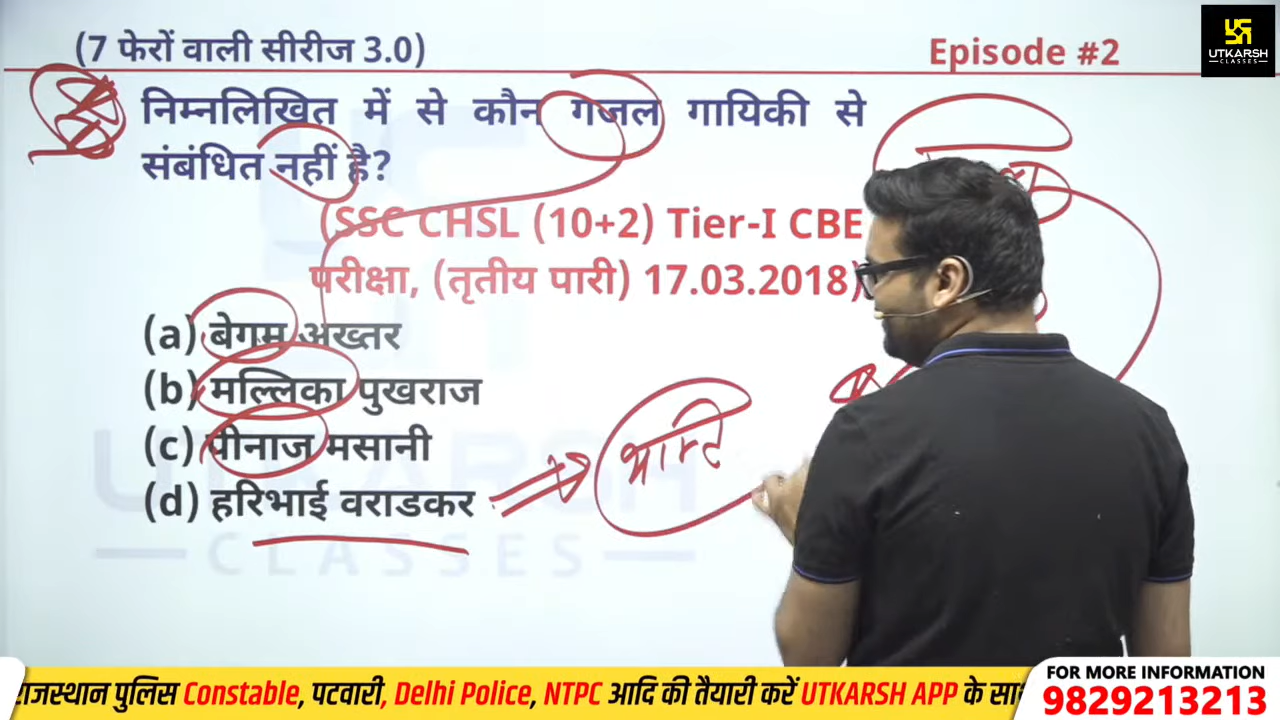 (7 फेरों वाली सीरीज 3.0)
Episode #2
UTKARSH
CLASSES
निम्नलिखित में से कौन गजल गायिकी से
संबंधित नहीं है?
(SSC CHSL (10+2) Tier-I CBE
परीक्षा, (तृतीय पारी) 17.03.2018)
(a) बेगम अख्तर
(b) मल्लिका पुखराज
(c) पीनाज मसानी
(d) हरिभाई वराडकर
UTKARSH
CLASSES
राजस्थान पुलिस Constable, पटवारी, Delhi Police, NTPC आदि की तैयारी करें UTKARSH APP के
FOR MORE INFORMATION
9829213213